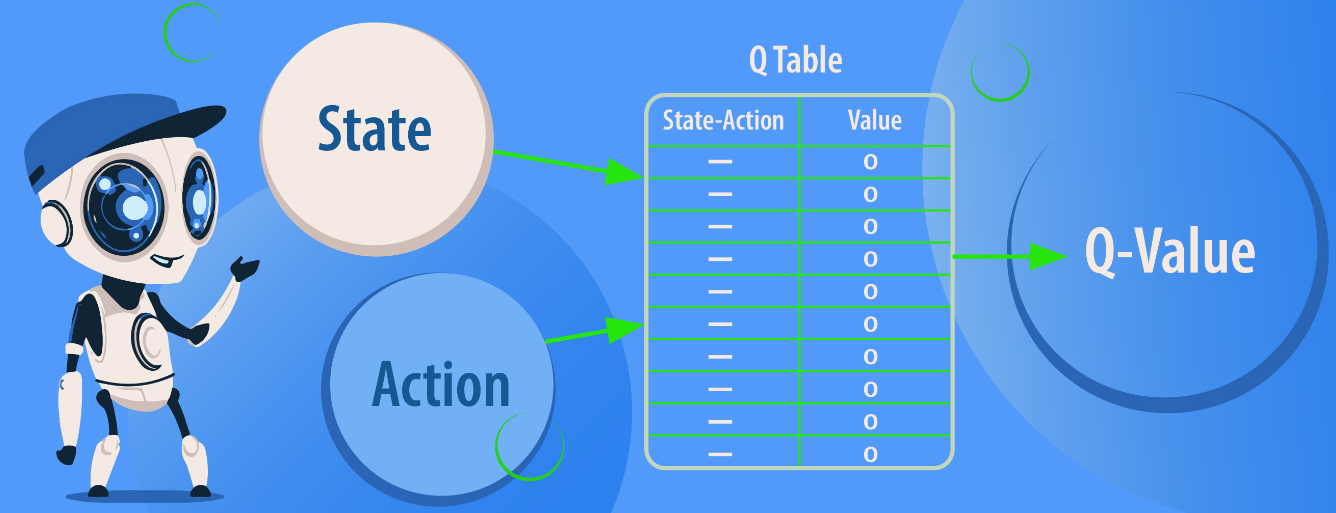 State
Action
Q Table
State-Action Value
— 0
— 0
— 0
— 0
— 0
— 0
— 0
— 0
— 0
— 0
Q-Value